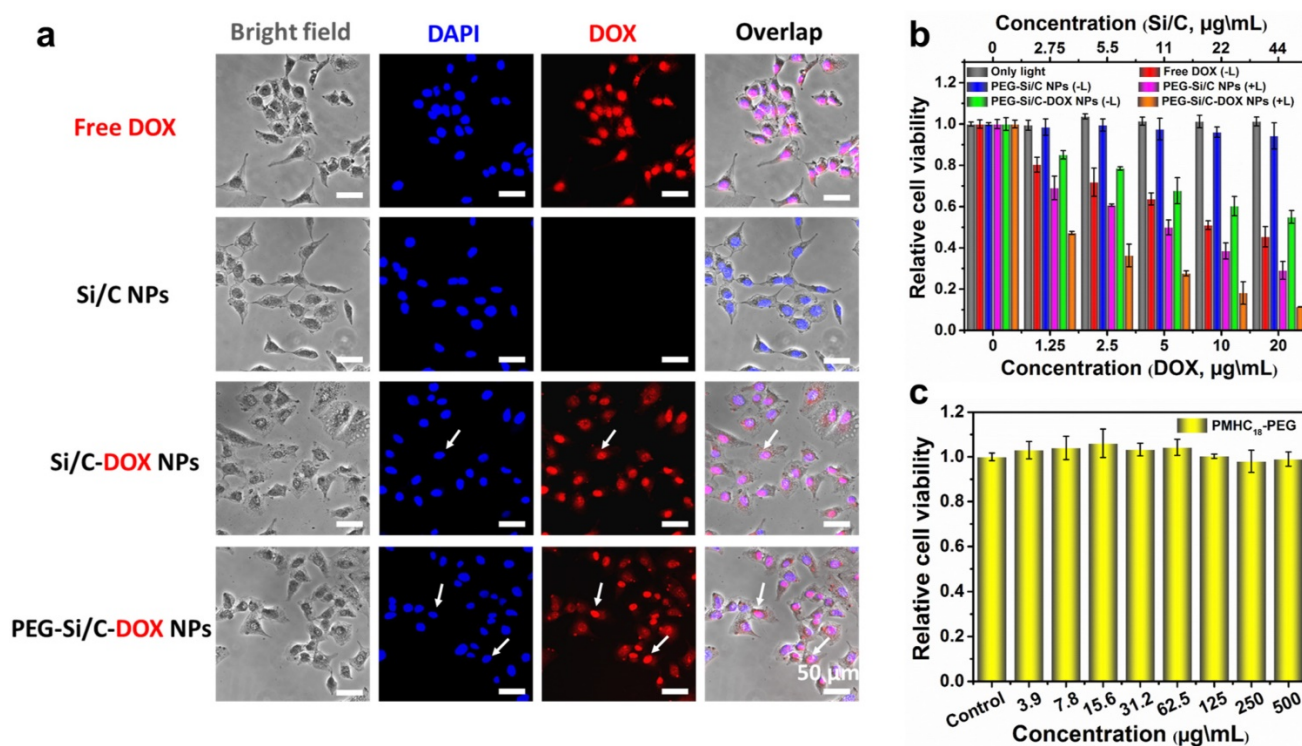 a
Bright field DAPI DOX Overlap
Free DOX
Si/C NPs
Si/C-DOX NPs
PEG-Si/C-DOX NPs
50 µm
b
Concentration (Si/C, µg\mL)
0 2.75 5.5 11 22 44
Only light
PEG-Si/C NPs (-L)
PEG-Si/C-DOX NPs (-L)
Free DOX (-L)
PEG-Si/C NPs (+L)
PEG-Si/C-DOX NPs (+L)
Relative cell viability
1.2
1.0
0.8
0.6
0.4
0.2
0.0
0 1.25 2.5 5 10 20
Concentration (DOX, µg\mL)
c
PMHC₁₈-PEG
Relative cell viability
1.2
1.0
0.8
0.6
0.4
0.2
0.0
Control 3.9 7.8 15.6 31.2 62.5 125 250 500
Concentration (µg\mL)